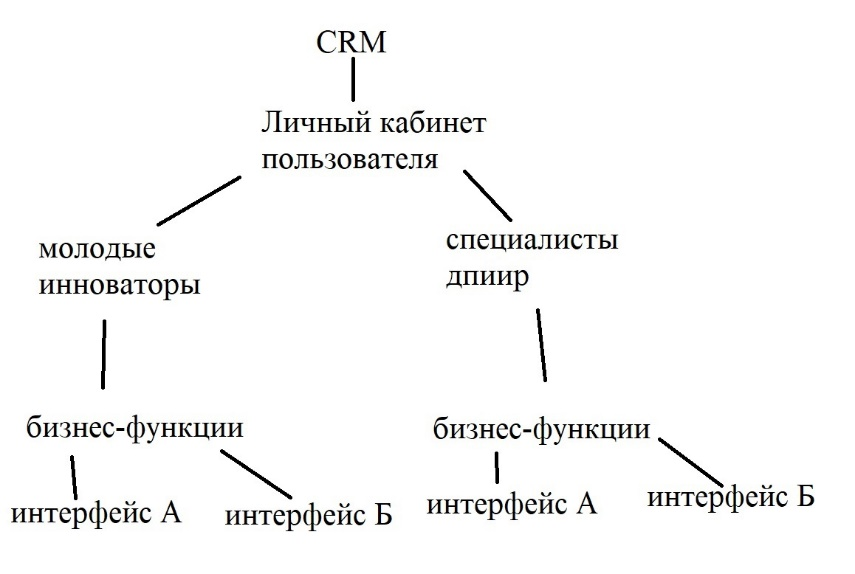 CRM
Личный кабинет
пользователя
молодые
инноваторы
специалисты
дпиир
бизнес-функции
бизнес-функции
интерфейс А
интерфейс Б
интерфейс А
интерфейс Б